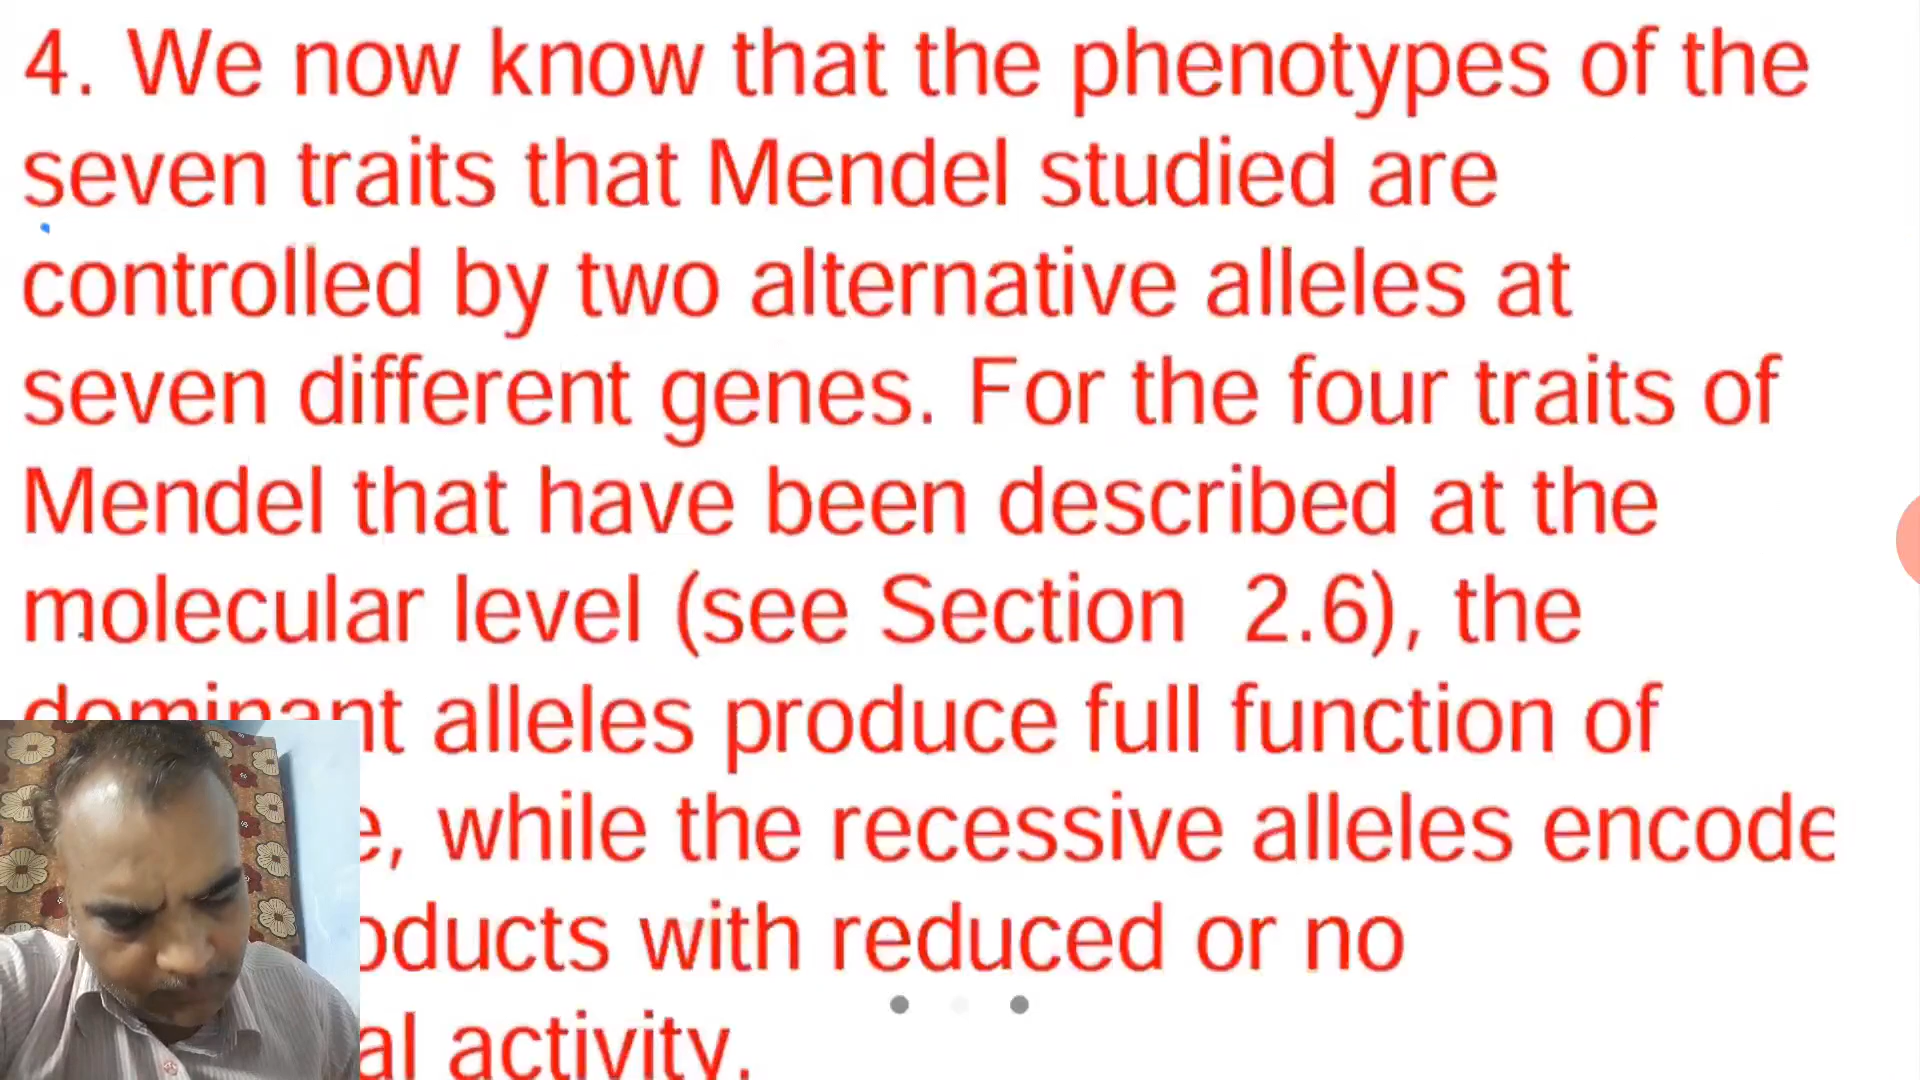 4. We now know that the phenotypes of the
seven traits that Mendel studied are
controlled by two alternative alleles at
seven different genes. For the four traits of
Mendel that have been described at the
molecular level (see Section 2.6), the
dominant alleles produce full function of
while the recessive alleles encode
with reduced or no
activity.